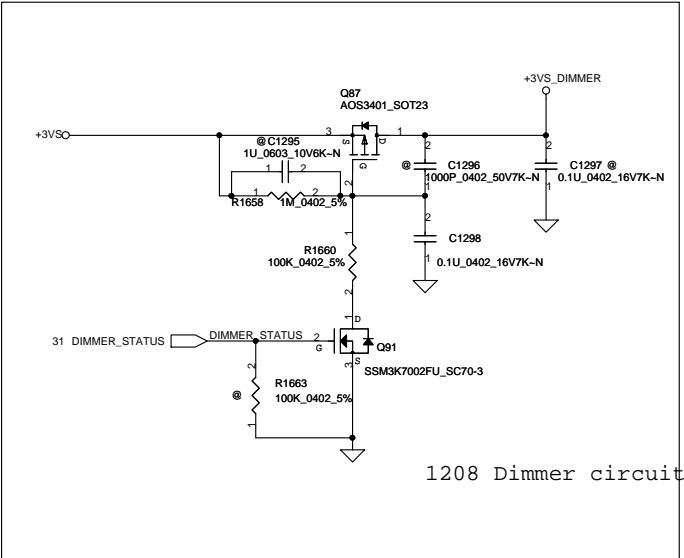 +3VS_DIMMER
Q87
AOS3401_SOT23
+3VS
3
S
D
1
G
2
@ C1295
1U_0603_10V6K~N
1
2
R1658
1
2
1M_0402_5%
2
@
C1296
1000P_0402_50V7K~N
1
2
C1297 @
0.1U_0402_16V7K~N
1
2
C1298
1
0.1U_0402_16V7K~N
1
R1660
100K_0402_5%
2
1
D
31 DIMMER_STATUS
DIMMER_STATUS
2
G
Q91
S
3
SSM3K7002FU_SC70-3
2
R1663
@
100K_0402_5%
1
1208 Dimmer circuit